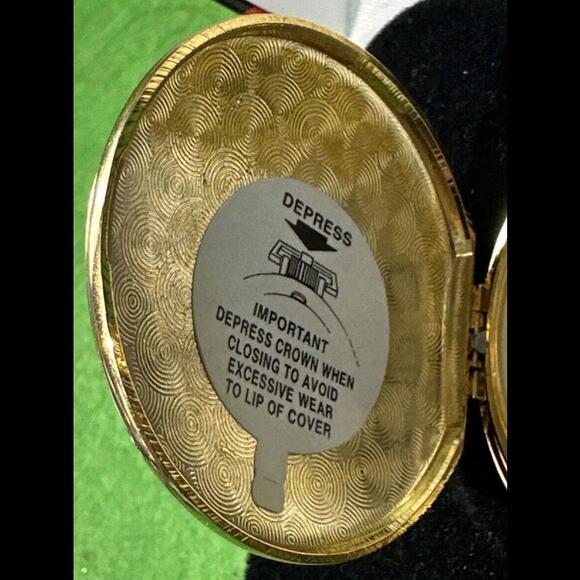 DEPRESS
IMPORTANT
DEPRESS CROWN WHEN
CLOSING TO AVOID
EXCESSIVE WEAR
TO LIP OF COVER